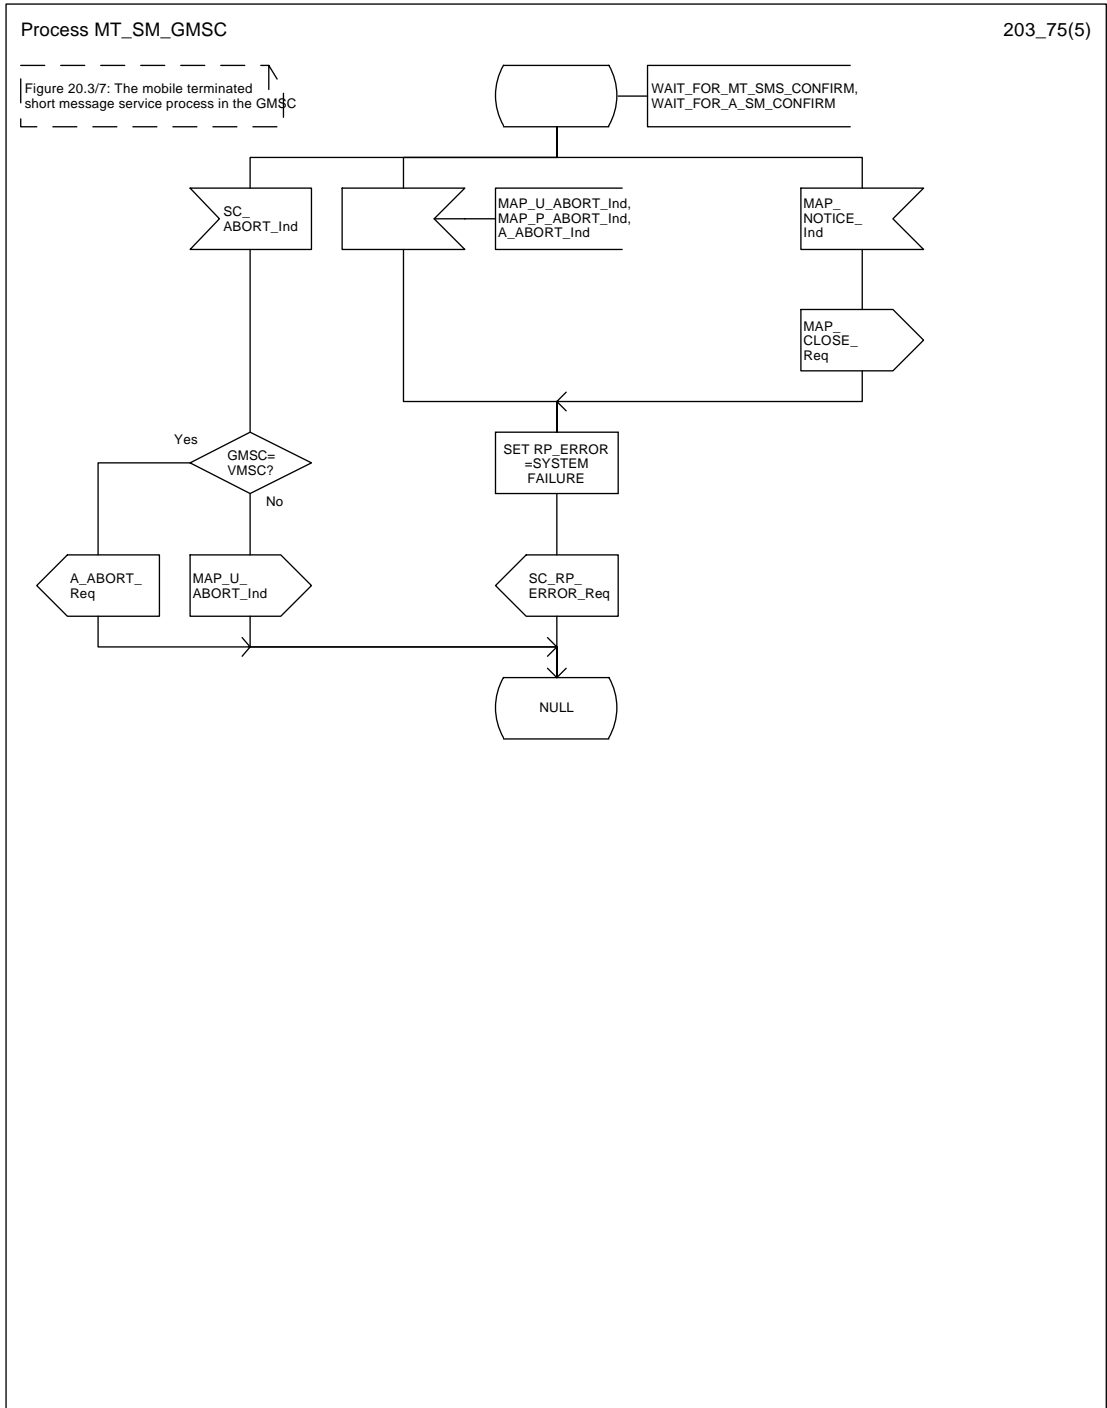 Process MT_SM_GMSC
203_75(5)
Figure 20.3/7: The mobile terminated
short message service process in the GMSC
WAIT_FOR_MT_SMS_CONFIRM,
WAIT_FOR_A_SM_CONFIRM
SC_
ABORT_Ind
MAP_U_ABORT_Ind,
MAP_P_ABORT_Ind,
A_ABORT_Ind
MAP_
NOTICE_
Ind
MAP_
CLOSE_
Req
Yes
GMSC=
VMSC?
No
SET RP_ERROR
=SYSTEM
FAILURE
A_ABORT_
Req
MAP_U_
ABORT_Ind
SC_RP_
ERROR_Req
NULL